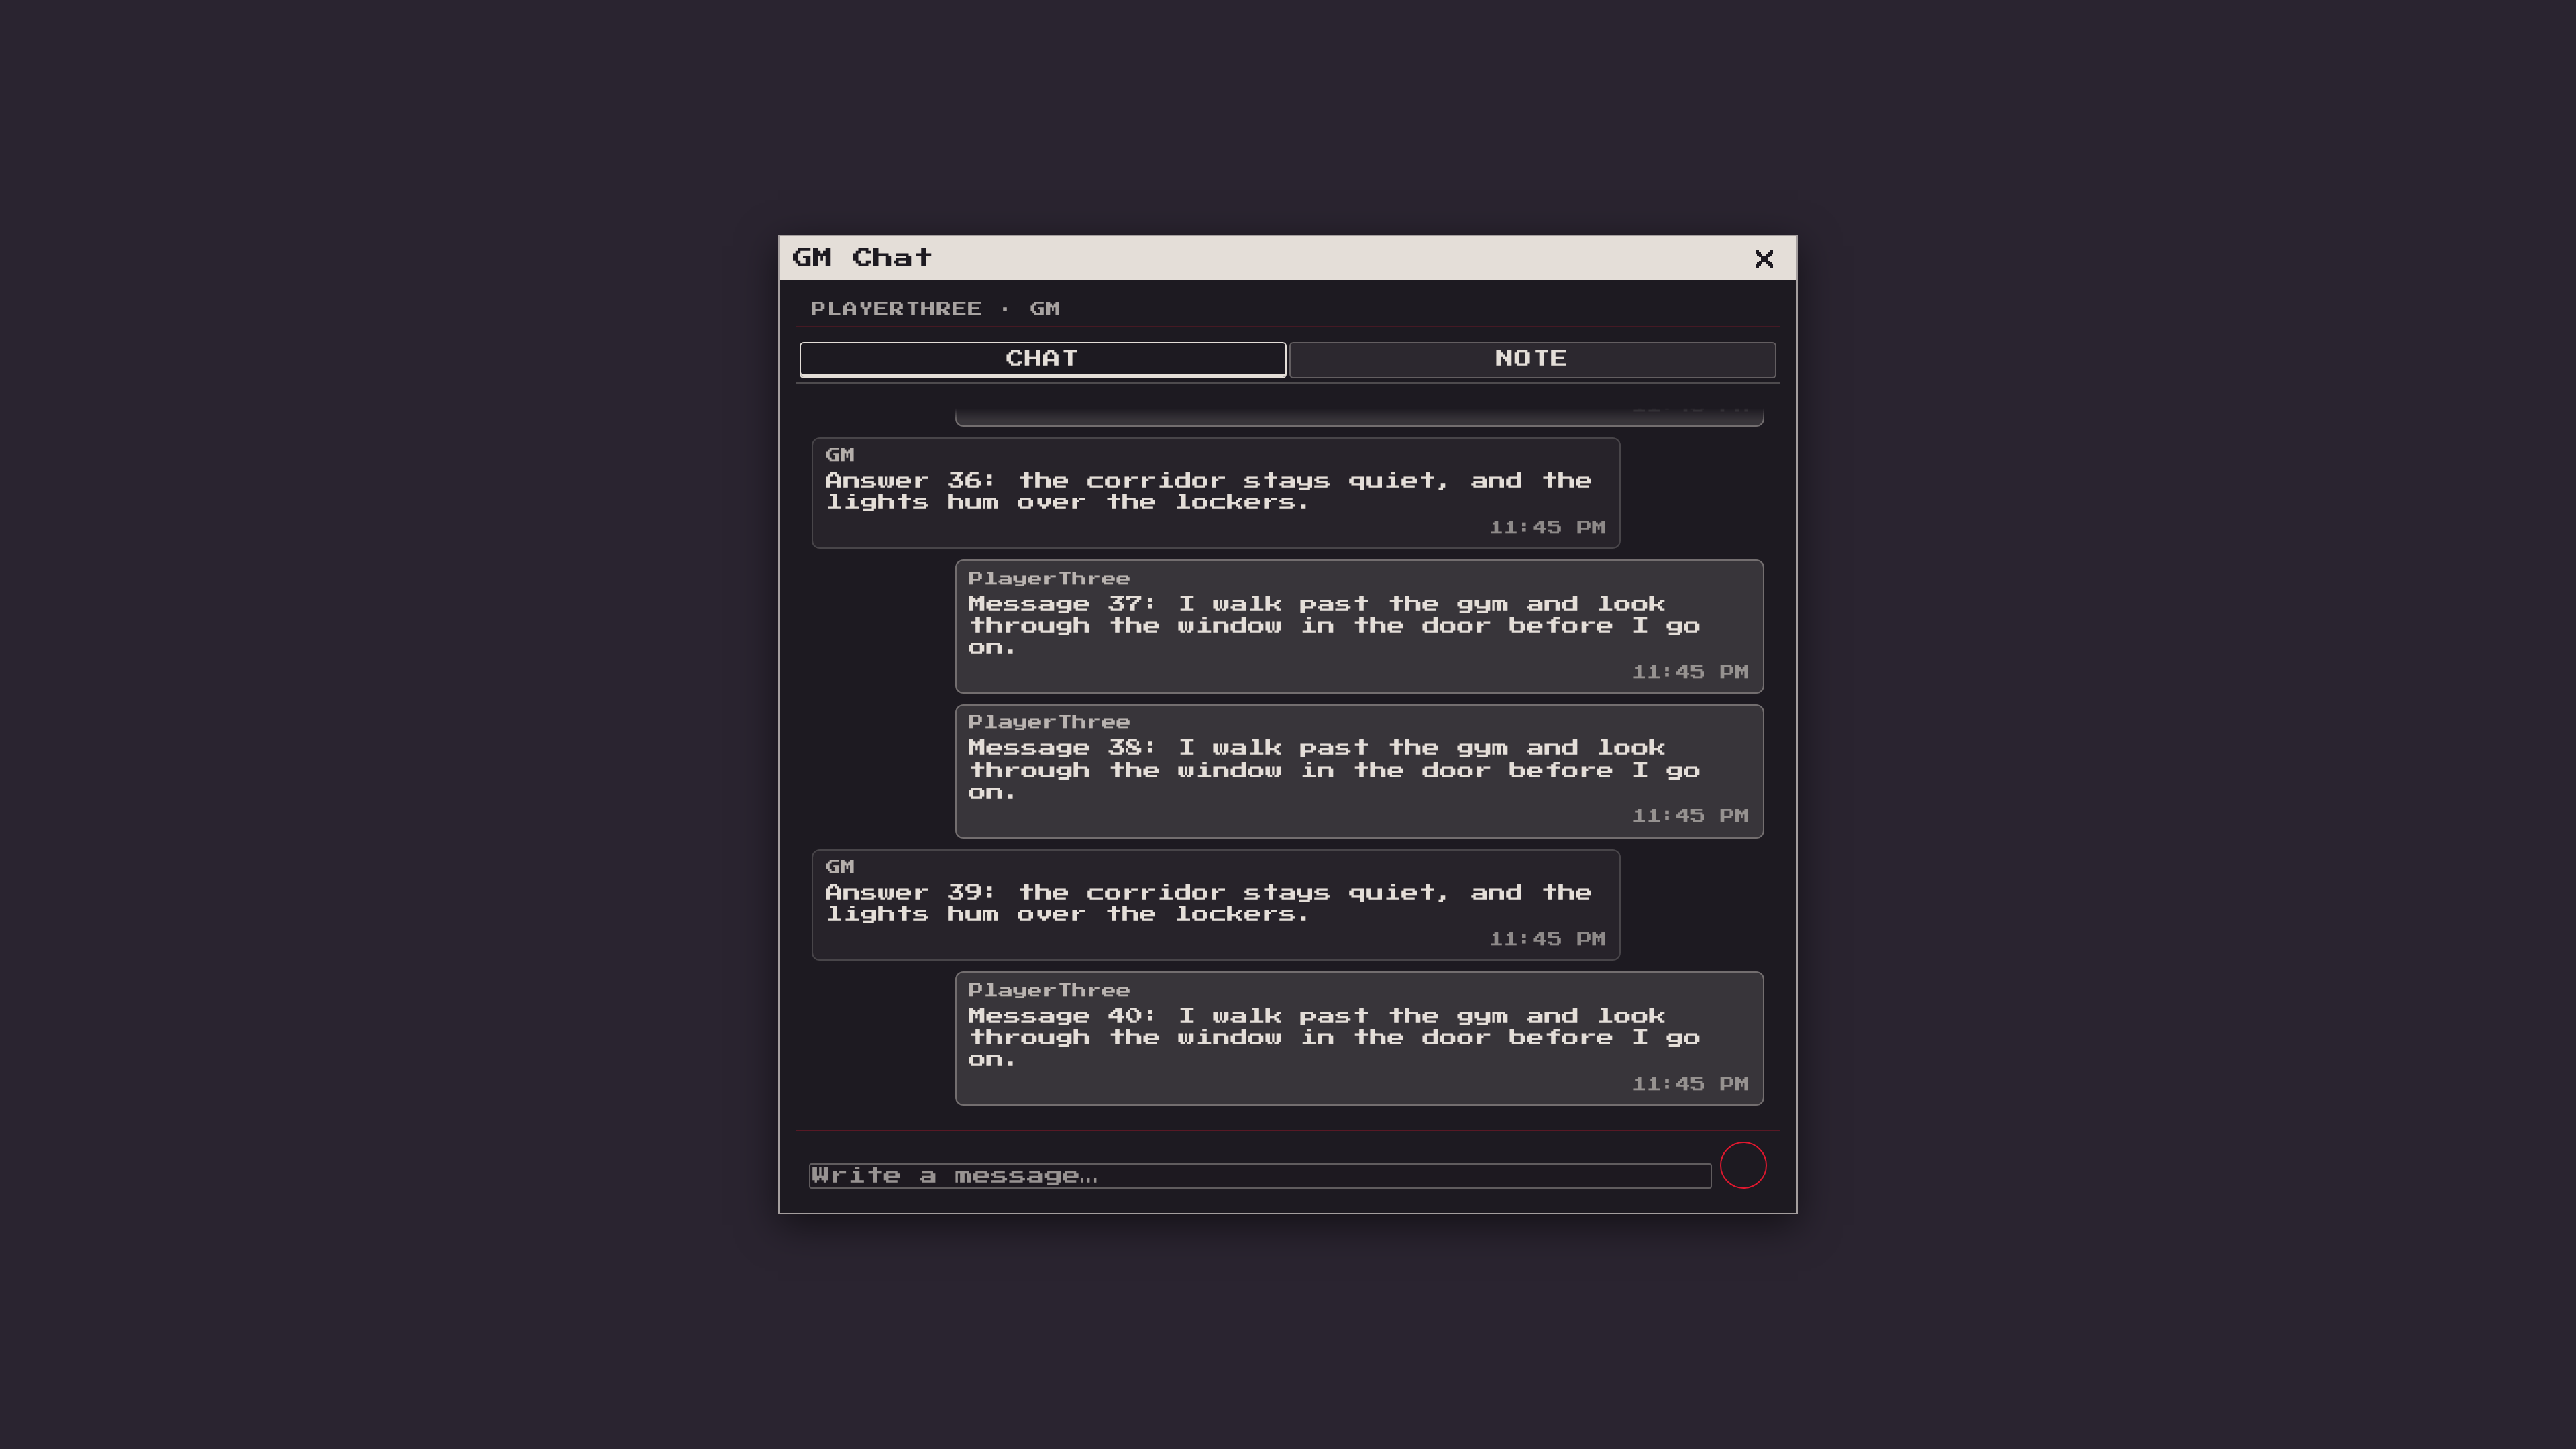 GM Chat
PLAYERTHREE · GM
CHAT
NOTE
GM
Answer 36: the corridor stays quiet, and the
lights hum over the lockers.
11:45 PM
PlayerThree
Message 37: I walk past the gym and look
through the window in the door before I go
on.
11:45 PM
PlayerThree
Message 38: I walk past the gym and look
through the window in the door before I go
on.
11:45 PM
GM
Answer 39: the corridor stays quiet, and the
lights hum over the lockers.
11:45 PM
PlayerThree
Message 40: I walk past the gym and look
through the window in the door before I go
on.
11:45 PM
Write a message…